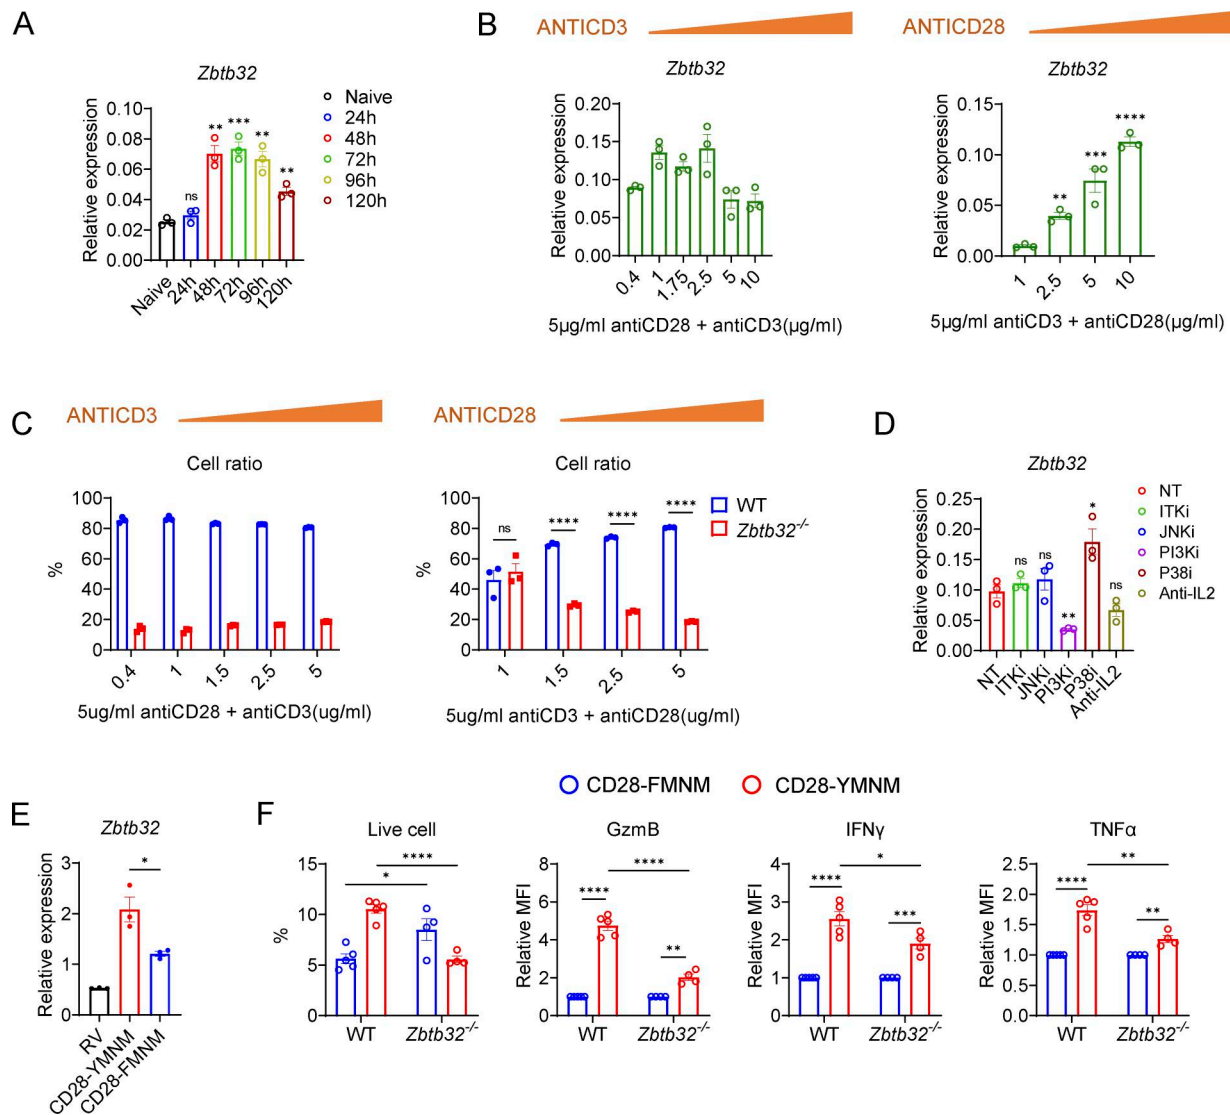 A
Zbtb32
Relative expression
0.10
0.08
0.06
0.04
0.02
0.00
ns
**
***
**
**
Naive
24h
48h
72h
96h
120h
Naive
24h
48h
72h
96h
120h
B
ANTICD3
Zbtb32
Relative expression
0.20
0.15
0.10
0.05
0.00
0.4
1
1.75
2.5
5
10
5µg/ml antiCD28 + antiCD3(µg/ml)
ANTICD28
Zbtb32
Relative expression
0.15
0.10
0.05
0.00
**
***
****
1
2.5
5
10
5µg/ml antiCD3 + antiCD28(µg/ml)
C
ANTICD3
Cell ratio
%
100
80
60
40
20
0
0.4
1
1.5
2.5
5
5ug/ml antiCD28 + antiCD3(ug/ml)
ANTICD28
Cell ratio
%
100
80
60
40
20
0
ns
****
****
****
WT
Zbtb32-/-
1
1.5
2.5
5
5ug/ml antiCD3 + antiCD28(ug/ml)
D
Zbtb32
Relative expression
0.25
0.20
0.15
0.10
0.05
0.00
ns
ns
**
*
ns
NT
ITKi
JNKi
PI3Ki
P38i
Anti-IL2
NT
ITKi
JNKi
PI3Ki
P38i
Anti-IL2
E
Zbtb32
Relative expression
3
2
1
0
*
RV
CD28-YMNM
CD28-FMNM
F
CD28-FMNM
CD28-YMNM
Live cell
%
15
10
5
0
****
*
WT
Zbtb32-/-
GzmB
Relative MFI
8
6
4
2
0
****
****
**
WT
Zbtb32-/-
IFNγ
Relative MFI
4
3
2
1
0
*
****
***
WT
Zbtb32-/-
TNFα
Relative MFI
2.5
2.0
1.5
1.0
0.5
0.0
**
****
**
WT
Zbtb32-/-